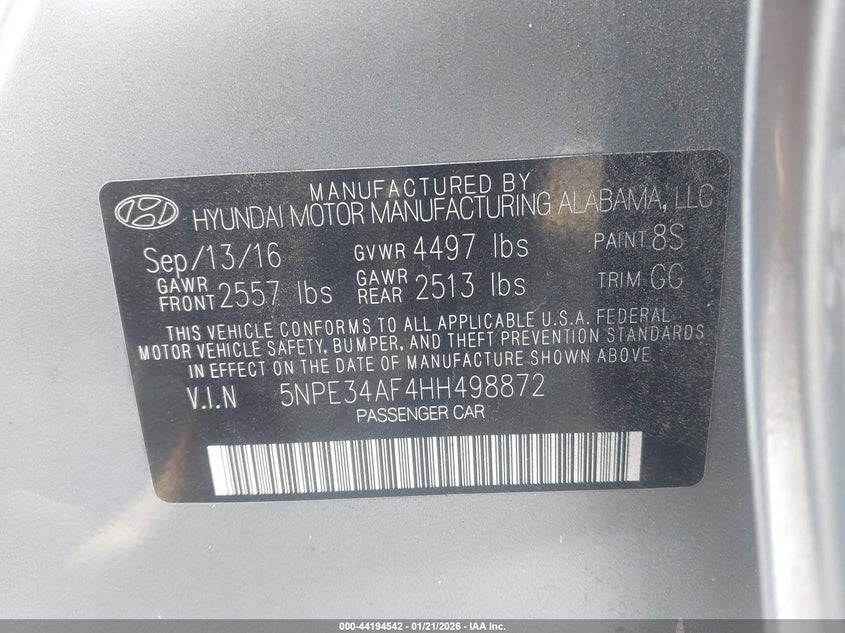 MANUFACTURED BY
HYUNDAI MOTOR MANUFACTURING ALABAMA, LLC
Sep/13/16 GVWR 4497 lbs PAINT 8S
GAWR FRONT 2557 lbs GAWR REAR 2513 lbs TRIM GC
THIS VEHICLE CONFORMS TO ALL APPLICABLE U.S.A. FEDERAL
MOTOR VEHICLE SAFETY, BUMPER, AND THEFT PREVENTION STANDARDS
IN EFFECT ON THE DATE OF MANUFACTURE SHOWN ABOVE
V.I.N 5NPE34AF4HH498872
PASSENGER CAR
000-44194542 - 01/21/2026 - IAA Inc.